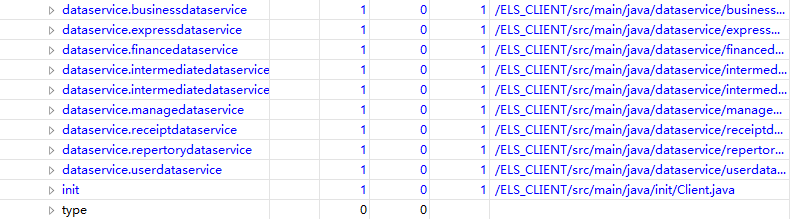 dataservice.businessdataservice 1 0 1 /ELS_CLIENT/src/main/java/dataservice/business...
dataservice.expressdataservice 1 0 1 /ELS_CLIENT/src/main/java/dataservice/express...
dataservice.financedataservice 1 0 1 /ELS_CLIENT/src/main/java/dataservice/financed...
dataservice.intermediatedataservice 1 0 1 /ELS_CLIENT/src/main/java/dataservice/intermed...
dataservice.intermediatedataservice 1 0 1 /ELS_CLIENT/src/main/java/dataservice/intermed...
dataservice.managedataservice 1 0 1 /ELS_CLIENT/src/main/java/dataservice/manage...
dataservice.receiptdataservice 1 0 1 /ELS_CLIENT/src/main/java/dataservice/receiptd...
dataservice.repertorydataservice 1 0 1 /ELS_CLIENT/src/main/java/dataservice/repertor...
dataservice.userdataservice 1 0 1 /ELS_CLIENT/src/main/java/dataservice/userdata...
init 1 0 1 /ELS_CLIENT/src/main/java/init/Client.java
type 0 0